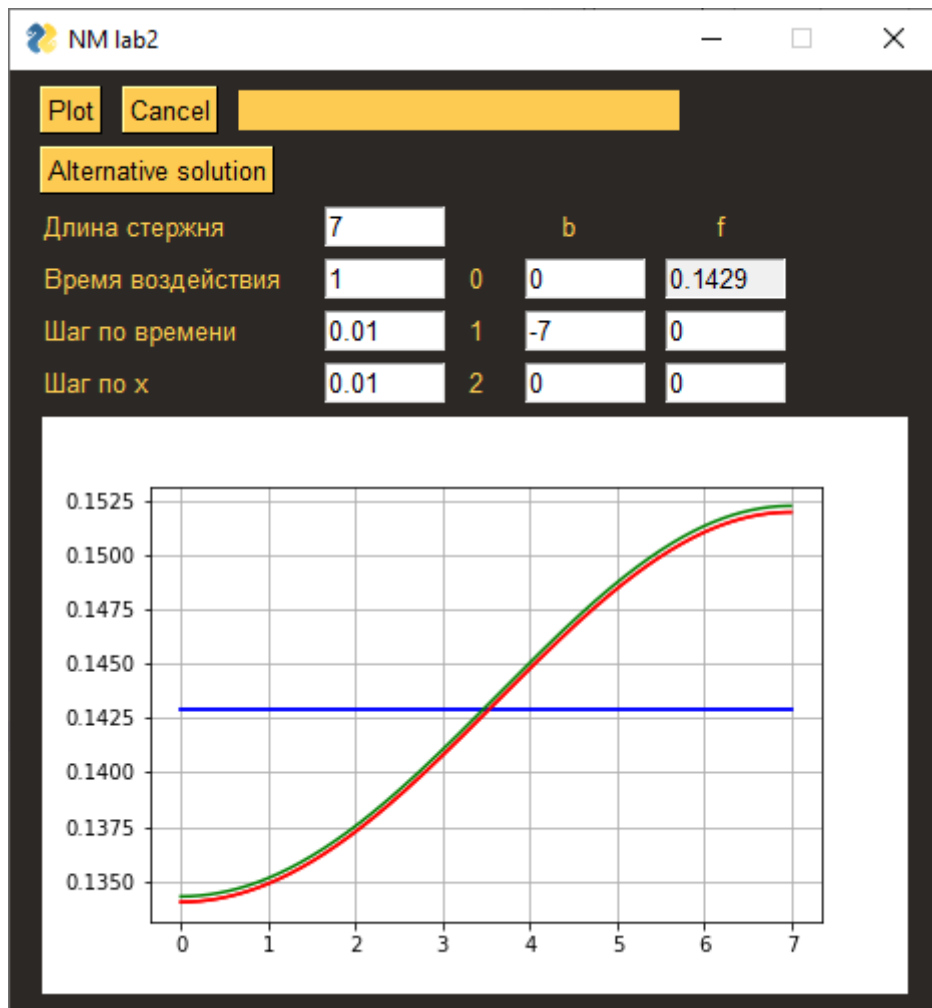 NM lab2
Plot Cancel
Alternative solution
Длина стержня 7 b f
Время воздействия 1 0 0 0.1429
Шаг по времени 0.01 1 -7 0
Шаг по x 0.01 2 0 0
0.1525
0.1500
0.1475
0.1450
0.1425
0.1400
0.1375
0.1350
0 1 2 3 4 5 6 7